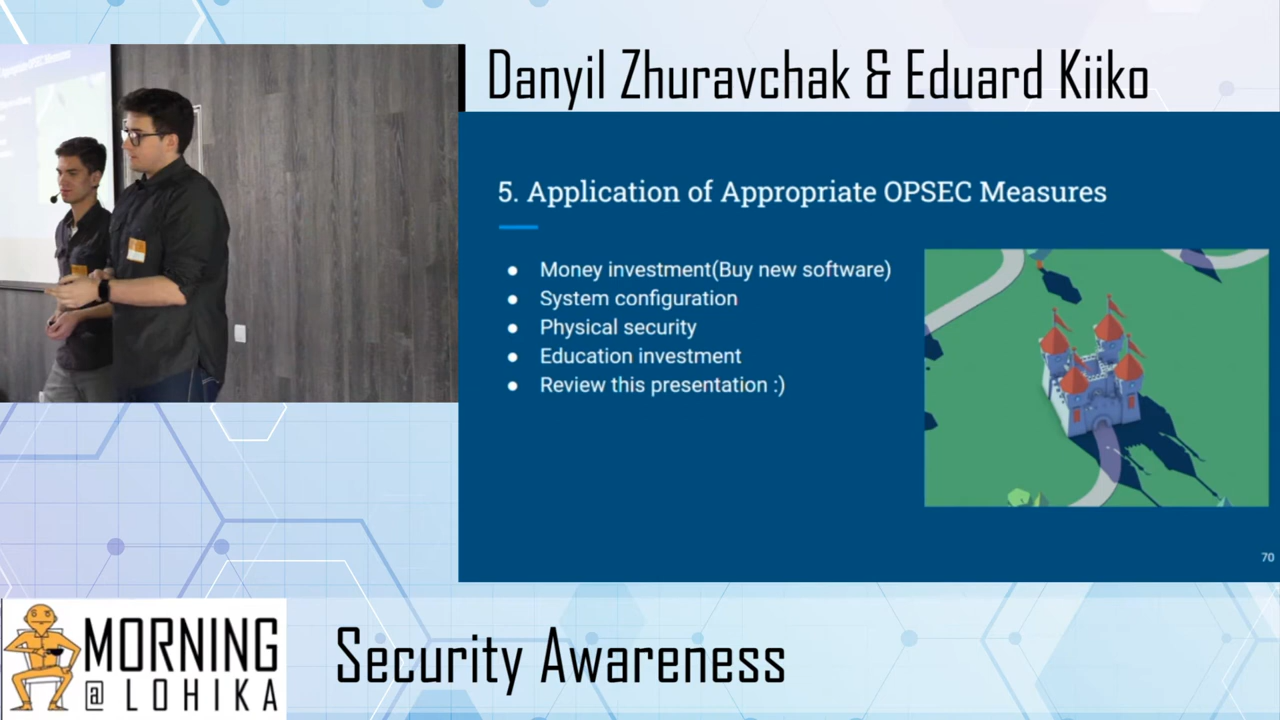 Danyil Zhuravchak & Eduard Kiiko
5. Application of Appropriate OPSEC Measures
● Money investment(Buy new software)
● System configuration
● Physical security
● Education investment
● Review this presentation :)
70
MORNING
@ LOHIKA
Security Awareness